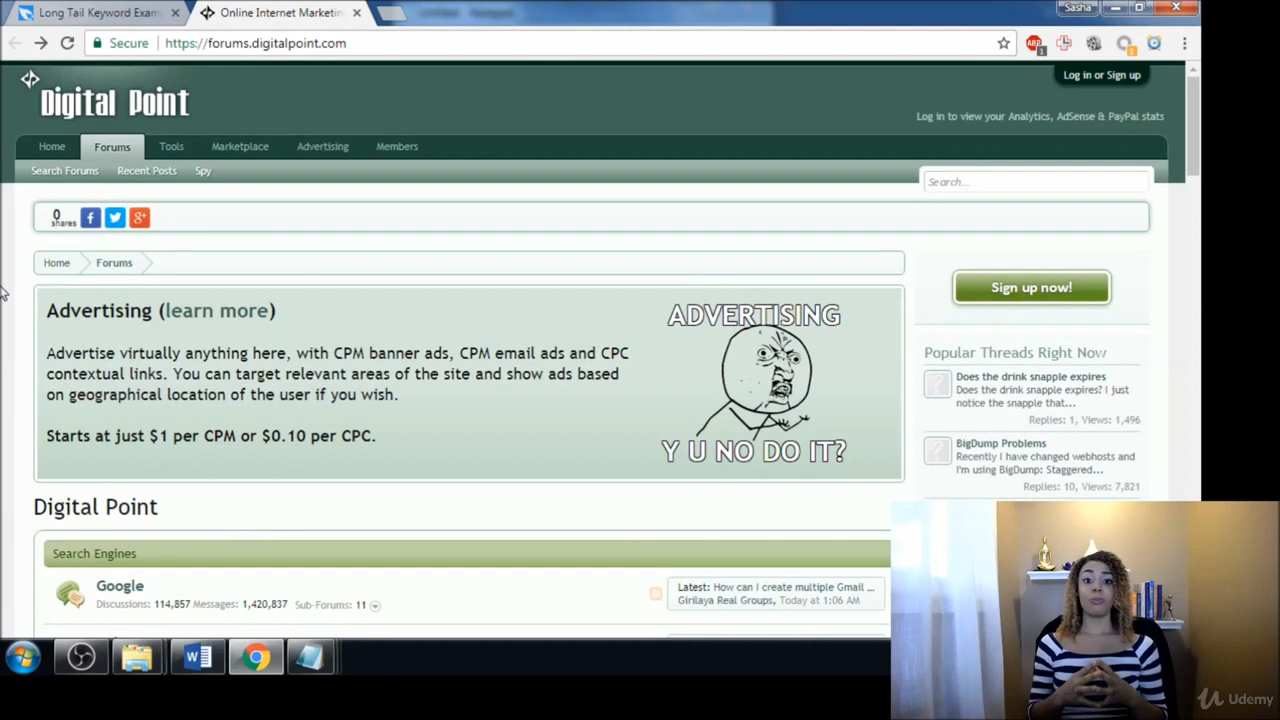 Long Tail Keyword Exam
Online Internet Marketin
Sasha
Secure
https://forums.digitalpoint.com
ABP
1
Log in or Sign up
Digital Point
Log in to view your Analytics, AdSense & PayPal stats
Home Forums Tools Marketplace Advertising Members
Search Forums Recent Posts Spy
Search...
0
shares
Home Forums
Advertising (learn more)
Advertise virtually anything here, with CPM banner ads, CPM email ads and CPC
contextual links. You can target relevant areas of the site and show ads based
on geographical location of the user if you wish.
Starts at just $1 per CPM or $0.10 per CPC.
ADVERTISING
Y U NO DO IT?
Sign up now!
Popular Threads Right Now
Does the drink snapple expires
Does the drink snapple expires? I just
notice the snapple that...
Replies: 1, Views: 1,496
BigDump Problems
Recently I have changed webhosts and
I'm using BigDump: Staggered...
Replies: 10, Views: 7,821
Digital Point
Search Engines
Google
Discussions: 114,857 Messages: 1,420,837 Sub-Forums: 11
Latest: How can I create multiple Gmail ...
Girilaya Real Groups, Today at 1:06 AM
Udemy